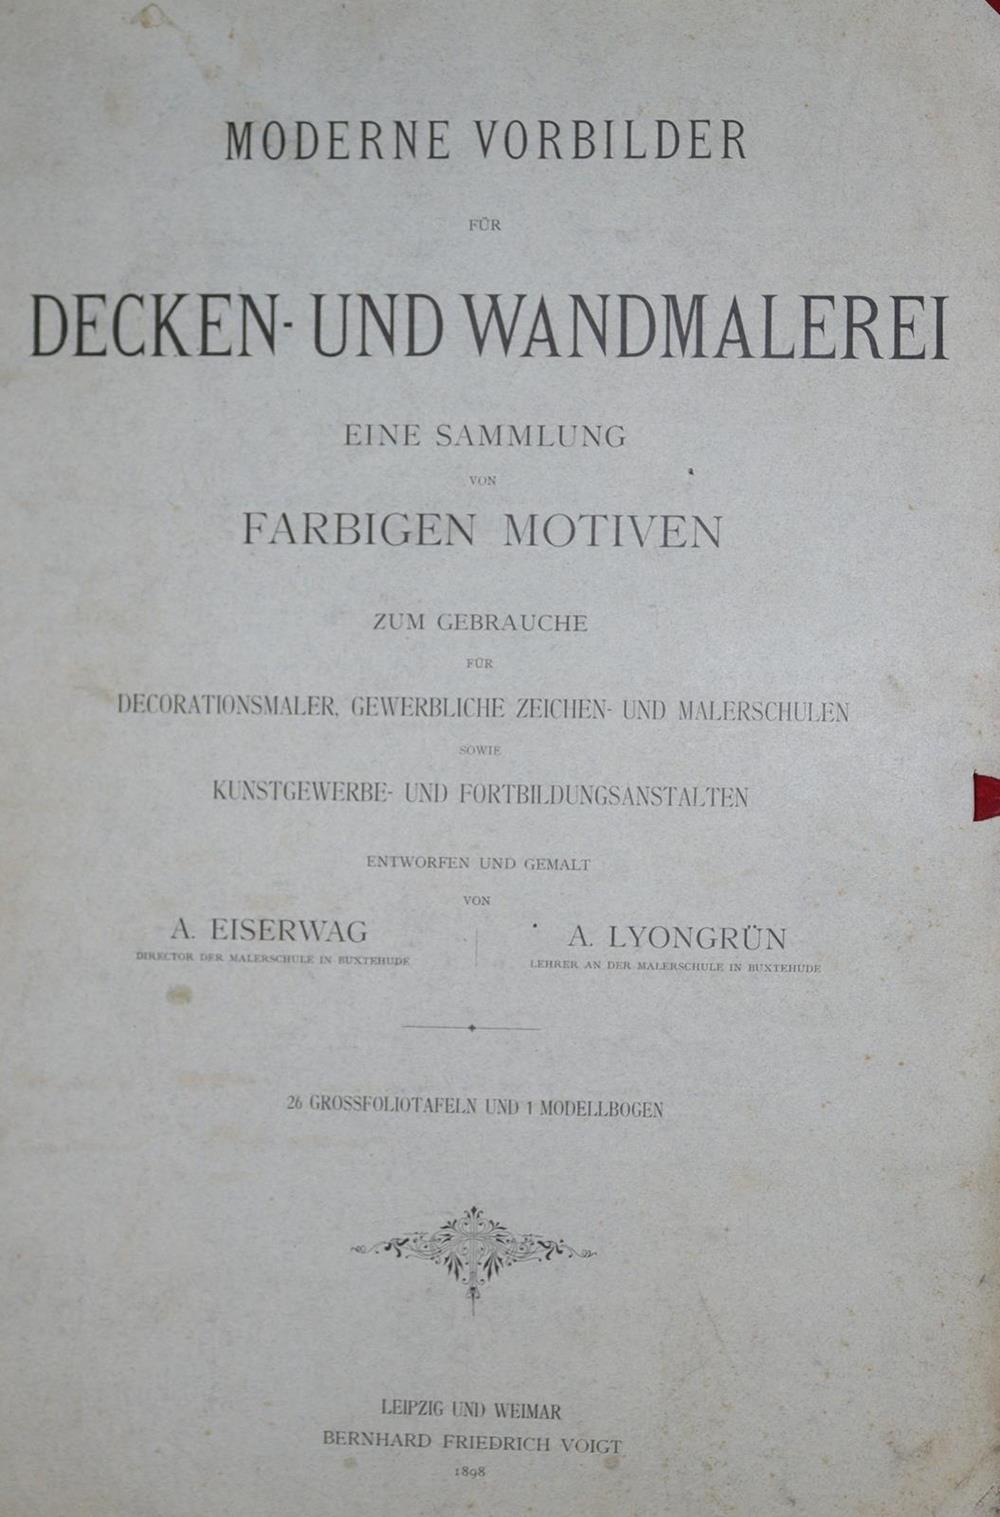 MODERNE VORBILDER
FÜR
DECKEN- UND WANDMALEREI
EINE SAMMLUNG
VON
FARBIGEN MOTIVEN
ZUM GEBRAUCHE
FÜR
DECORATIONSMALER, GEWERBLICHE ZEICHEN- UND MALERSCHULEN
SOWIE
KUNSTGEWERBE- UND FORTBILDUNGSANSTALTEN
ENTWORFEN UND GEMALT
VON
A. EISERWAG
DIRECTOR DER MALERSCHULE IN BUXTEHUDE
A. LYONGRÜN
LEHRER AN DER MALERSCHULE IN BUXTEHUDE
26 GROSSFOLIOTAFELN UND 1 MODELLBOGEN
LEIPZIG UND WEIMAR
BERNHARD FRIEDRICH VOIGT
1898